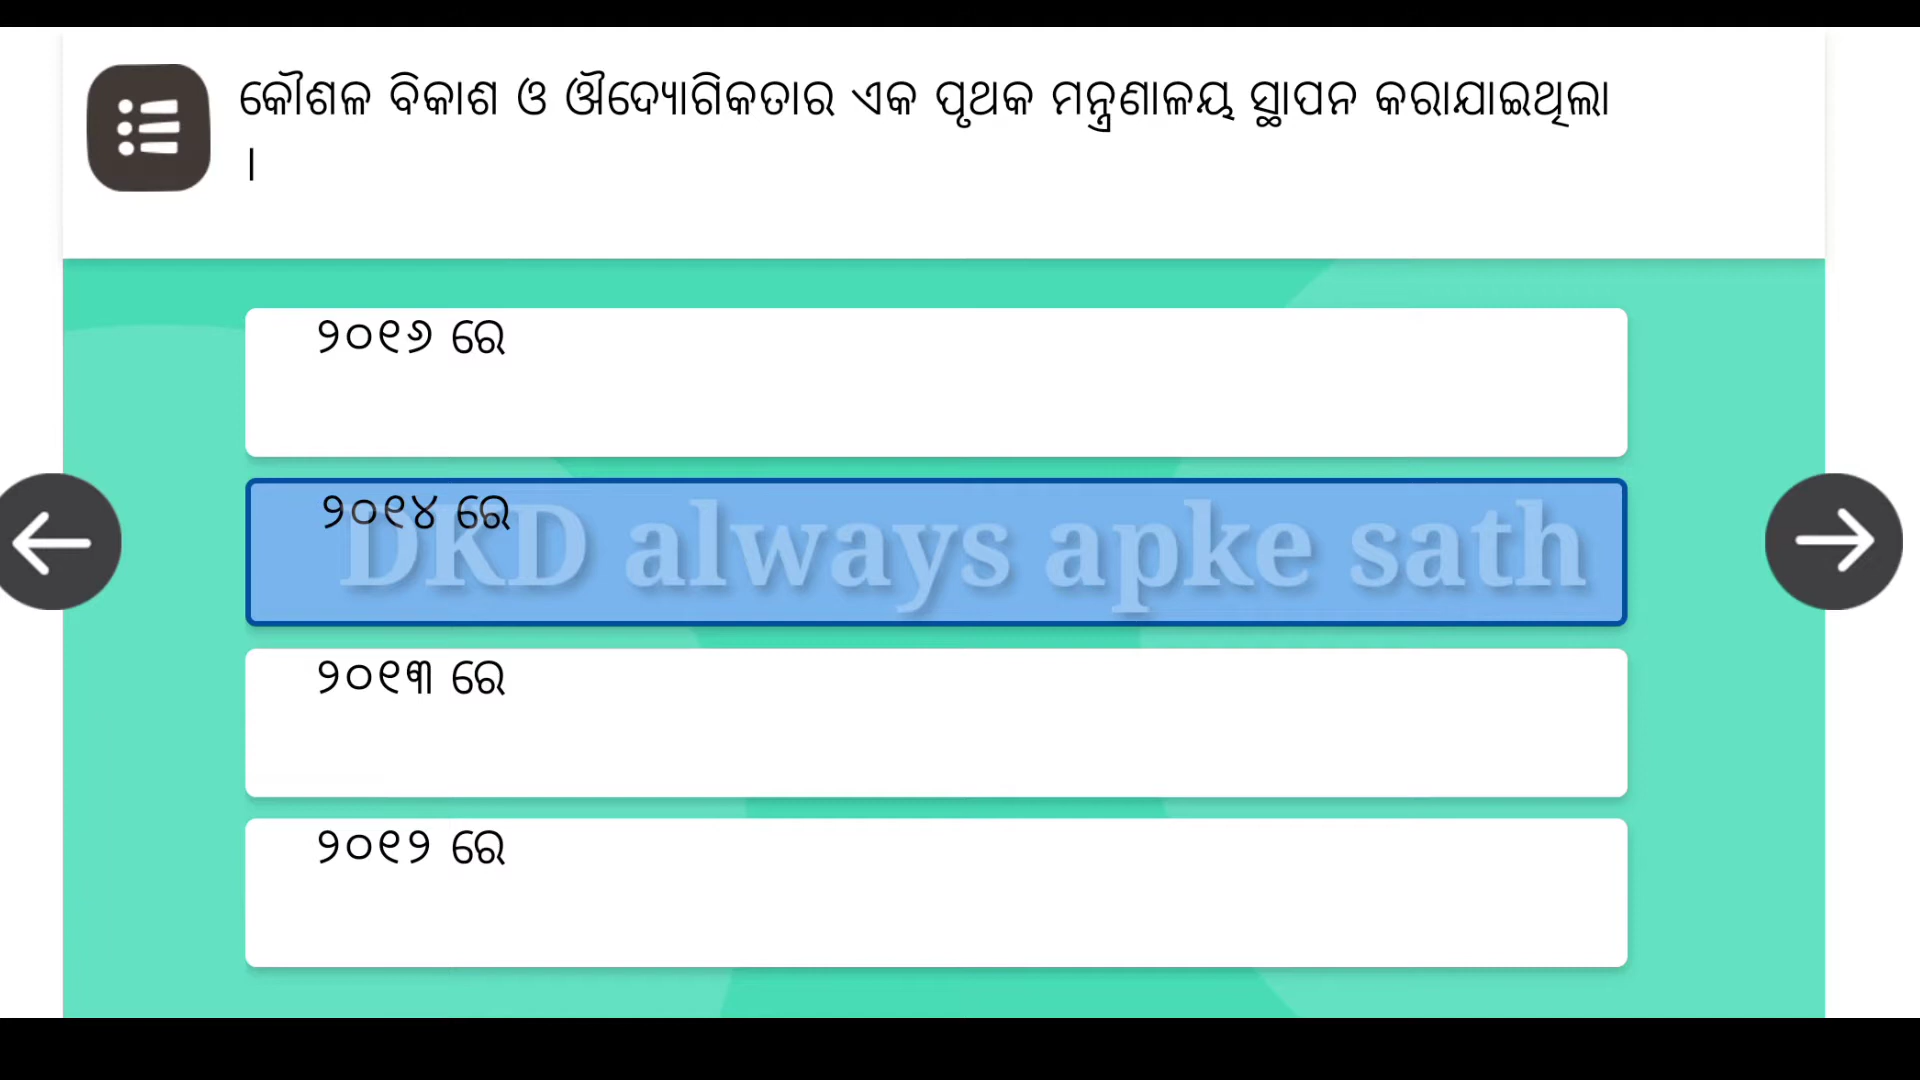 କୌଶଳ ବିକାଶ ଓ ଔଦ୍ୟୋଗିକତାର ଏକ ପୃଥକ ମନ୍ତ୍ରଣାଳୟ ସ୍ଥାପନ କରାଯାଇଥିଲା
।
୨୦୧୬ ରେ
୨୦୧୪ ରେ
DKD always apke sath
୨୦୧୩ ରେ
୨୦୧୨ ରେ